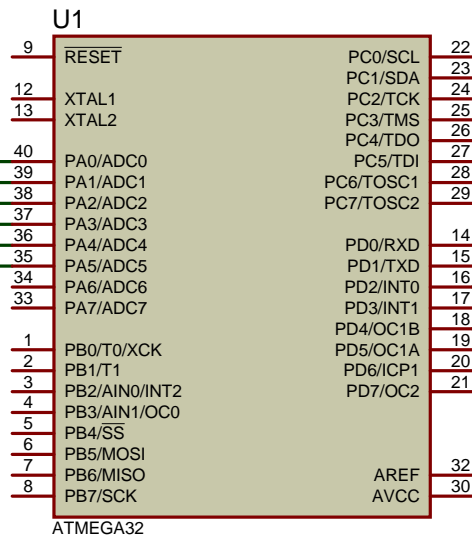 U1
9 RESET
12 XTAL1
13 XTAL2
40 PA0/ADC0
39 PA1/ADC1
38 PA2/ADC2
37 PA3/ADC3
36 PA4/ADC4
35 PA5/ADC5
34 PA6/ADC6
33 PA7/ADC7
1 PB0/T0/XCK
2 PB1/T1
3 PB2/AIN0/INT2
4 PB3/AIN1/OC0
5 PB4/SS
6 PB5/MOSI
7 PB6/MISO
8 PB7/SCK
PC0/SCL 22
PC1/SDA 23
PC2/TCK 24
PC3/TMS 25
PC4/TDO 26
PC5/TDI 27
PC6/TOSC1 28
PC7/TOSC2 29
PD0/RXD 14
PD1/TXD 15
PD2/INT0 16
PD3/INT1 17
PD4/OC1B 18
PD5/OC1A 19
PD6/ICP1 20
PD7/OC2 21
AREF 32
AVCC 30
ATMEGA32